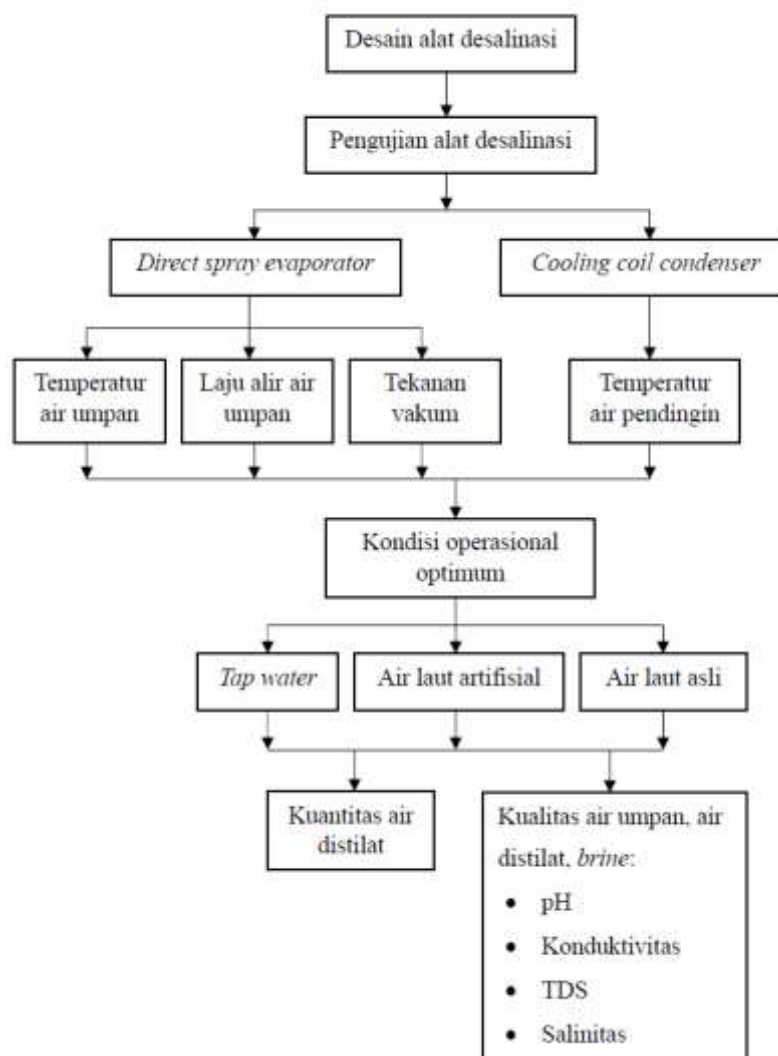 Desain alat desalinasi
Pengujian alat desalinasi
Direct spray evaporator
Cooling coil condenser
Temperatur
air umpan
Laju alir air
umpan
Tekanan
vakum
Temperatur
air pendingin
Kondisi operasional
optimum
Tap water
Air laut artifisial
Air laut asli
Kuantitas air
distilat
Kualitas air umpan, air
distilat, brine:
• pH
• Konduktivitas
• TDS
• Salinitas